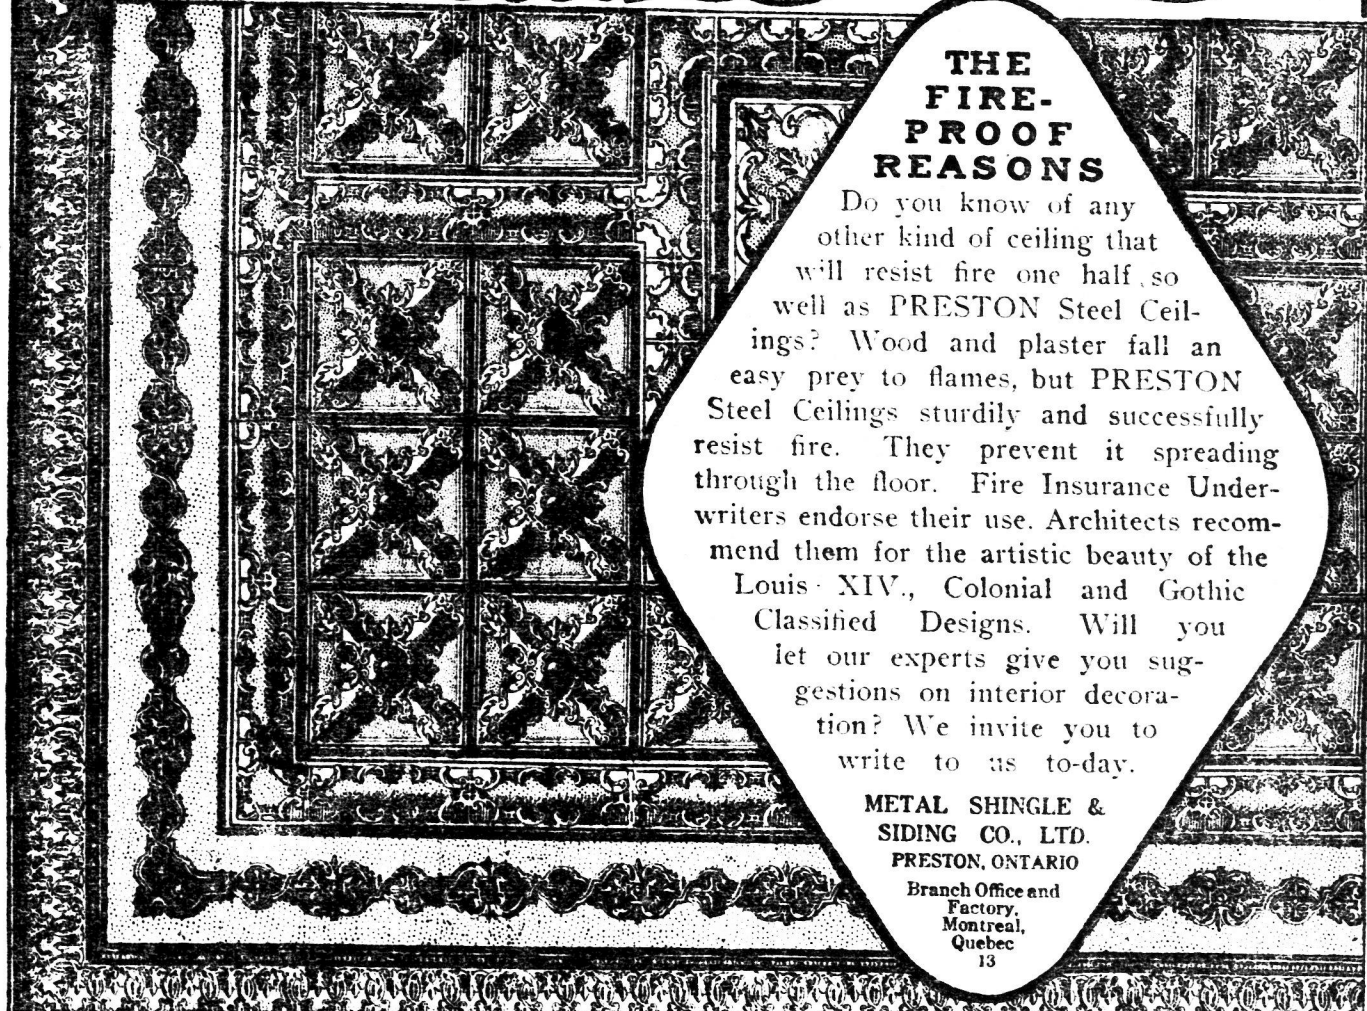 THE
FIRE-
PROOF
REASONS
Do you know of any
other kind of ceiling that
will resist fire one half so
well as PRESTON Steel Ceil-
ings? Wood and plaster fall an
easy prey to flames, but PRESTON
Steel Ceilings sturdily and successfully
resist fire. They prevent it spreading
through the floor. Fire Insurance Under-
writers endorse their use. Architects recom-
mend them for the artistic beauty of the
Louis XIV., Colonial and Gothic
Classified Designs. Will you
let our experts give you sug-
gestions on interior decora-
tion? We invite you to
write to us to-day.
METAL SHINGLE &
SIDING CO., LTD.
PRESTON, ONTARIO
Branch Office and
Factory,
Montreal,
Quebec
13